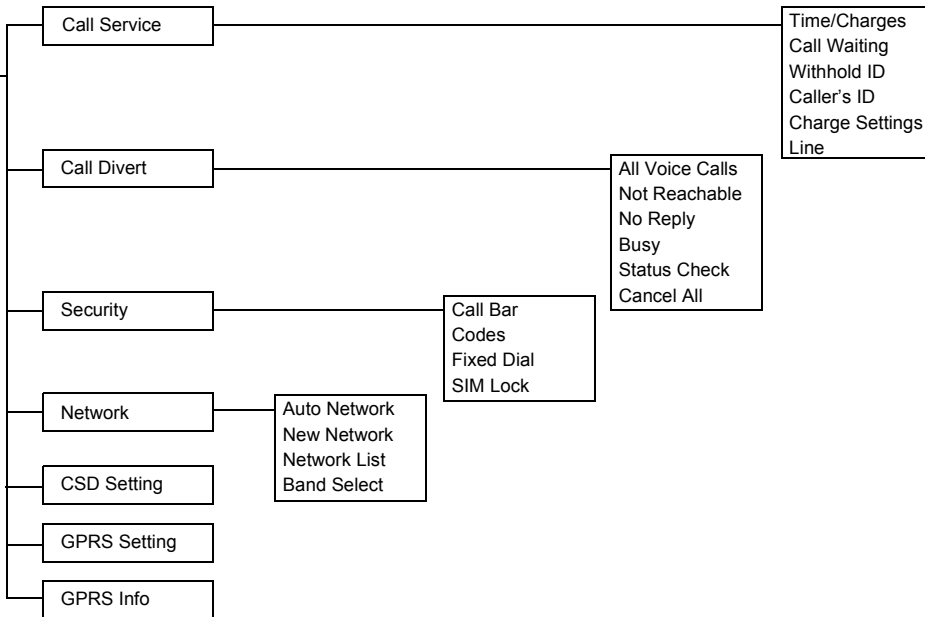 Call Service
Time/Charges
Call Waiting
Withhold ID
Caller’s ID
Charge Settings
Line
Call Divert
All Voice Calls
Not Reachable
No Reply
Busy
Status Check
Cancel All
Security
Call Bar
Codes
Fixed Dial
SIM Lock
Network
Auto Network
New Network
Network List
Band Select
CSD Setting
GPRS Setting
GPRS Info